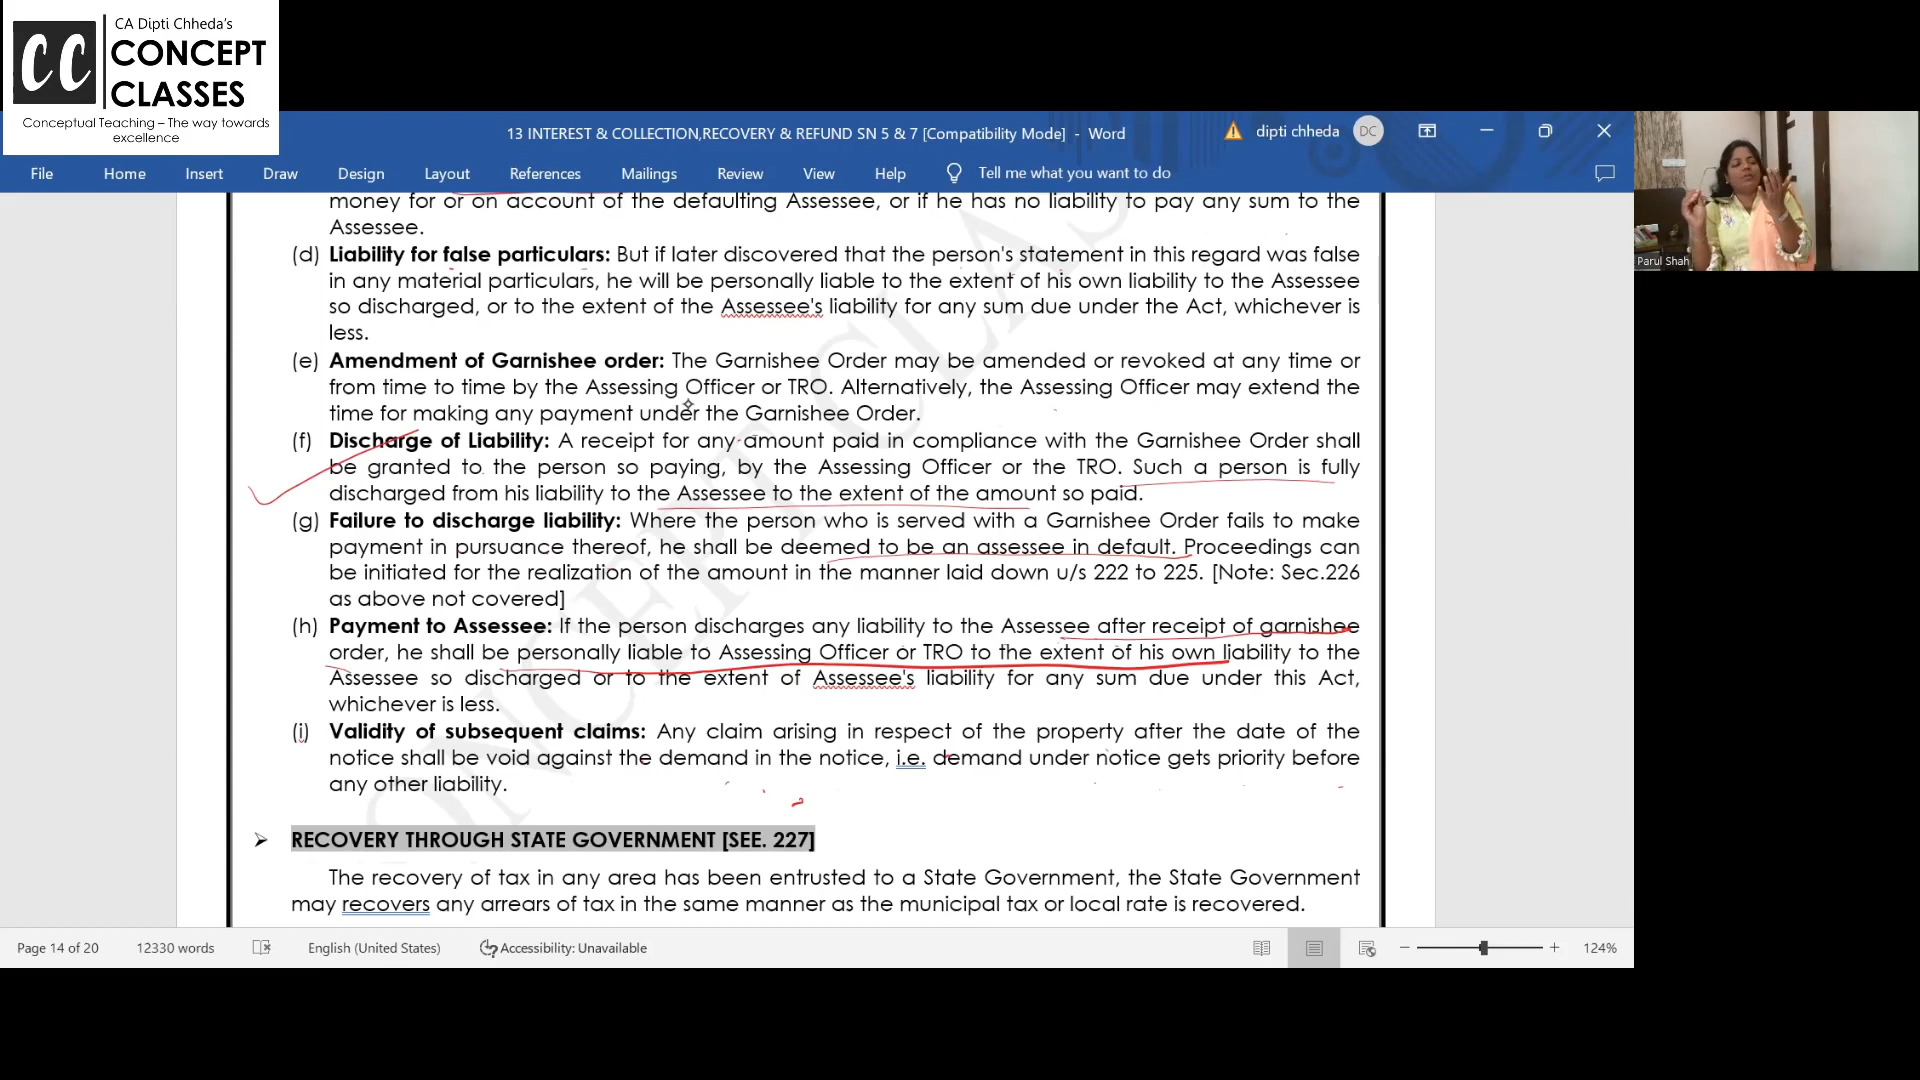 CA Dipti Chheda's
CC
CONCEPT
CLASSES
Conceptual Teaching – The way towards
excellence
13 INTEREST & COLLECTION,RECOVERY & REFUND SN 5 & 7 [Compatibility Mode] - Word
dipti chheda
DC
File Home Insert Draw Design Layout References Mailings Review View Help Tell me what you want to do
Parul Shah
money for or on account of the defaulting Assessee, or if he has no liability to pay any sum to the
Assessee.
(d) Liability for false particulars: But if later discovered that the person's statement in this regard was false
in any material particulars, he will be personally liable to the extent of his own liability to the Assessee
so discharged, or to the extent of the Assessee's liability for any sum due under the Act, whichever is
less.
(e) Amendment of Garnishee order: The Garnishee Order may be amended or revoked at any time or
from time to time by the Assessing Officer or TRO. Alternatively, the Assessing Officer may extend the
time for making any payment under the Garnishee Order.
(f) Discharge of Liability: A receipt for any amount paid in compliance with the Garnishee Order shall
be granted to the person so paying, by the Assessing Officer or the TRO. Such a person is fully
discharged from his liability to the Assessee to the extent of the amount so paid.
(g) Failure to discharge liability: Where the person who is served with a Garnishee Order fails to make
payment in pursuance thereof, he shall be deemed to be an assessee in default. Proceedings can
be initiated for the realization of the amount in the manner laid down u/s 222 to 225. [Note: Sec.226
as above not covered]
(h) Payment to Assessee: If the person discharges any liability to the Assessee after receipt of garnishee
order, he shall be personally liable to Assessing Officer or TRO to the extent of his own liability to the
Assessee so discharged or to the extent of Assessee's liability for any sum due under this Act,
whichever is less.
(i) Validity of subsequent claims: Any claim arising in respect of the property after the date of the
notice shall be void against the demand in the notice, i.e. demand under notice gets priority before
any other liability.
➢ RECOVERY THROUGH STATE GOVERNMENT [SEE. 227]
The recovery of tax in any area has been entrusted to a State Government, the State Government
may recovers any arrears of tax in the same manner as the municipal tax or local rate is recovered.
Page 14 of 20 12330 words English (United States) Accessibility: Unavailable 124%